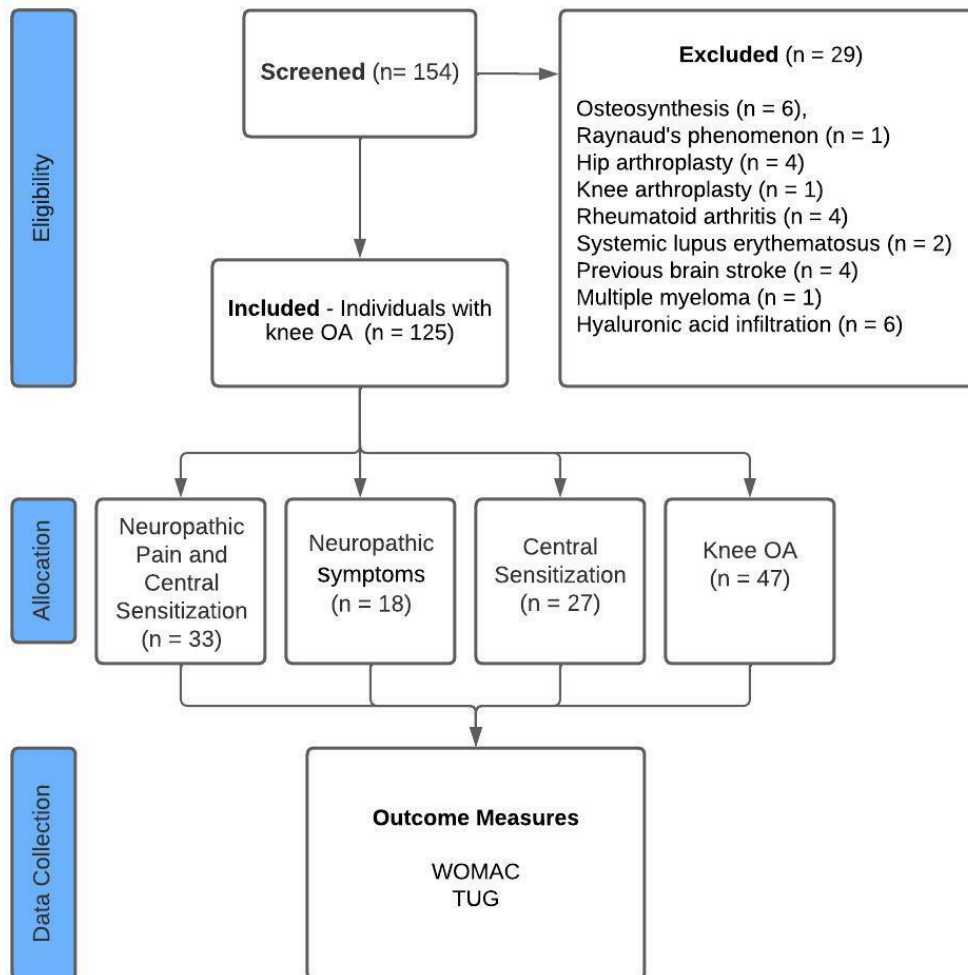 Eligibility
Screened (n= 154)
Excluded (n = 29)
Osteosynthesis (n = 6),
Raynaud's phenomenon (n = 1)
Hip arthroplasty (n = 4)
Knee arthroplasty (n = 1)
Rheumatoid arthritis (n = 4)
Systemic lupus erythematosus (n = 2)
Previous brain stroke (n = 4)
Multiple myeloma (n = 1)
Hyaluronic acid infiltration (n = 6)
Included - Individuals with
knee OA (n = 125)
Allocation
Neuropathic
Pain and
Central
Sensitization
(n = 33)
Neuropathic
Symptoms
(n = 18)
Central
Sensitization
(n = 27)
Knee OA
(n = 47)
Data Collection
Outcome Measures
WOMAC
TUG